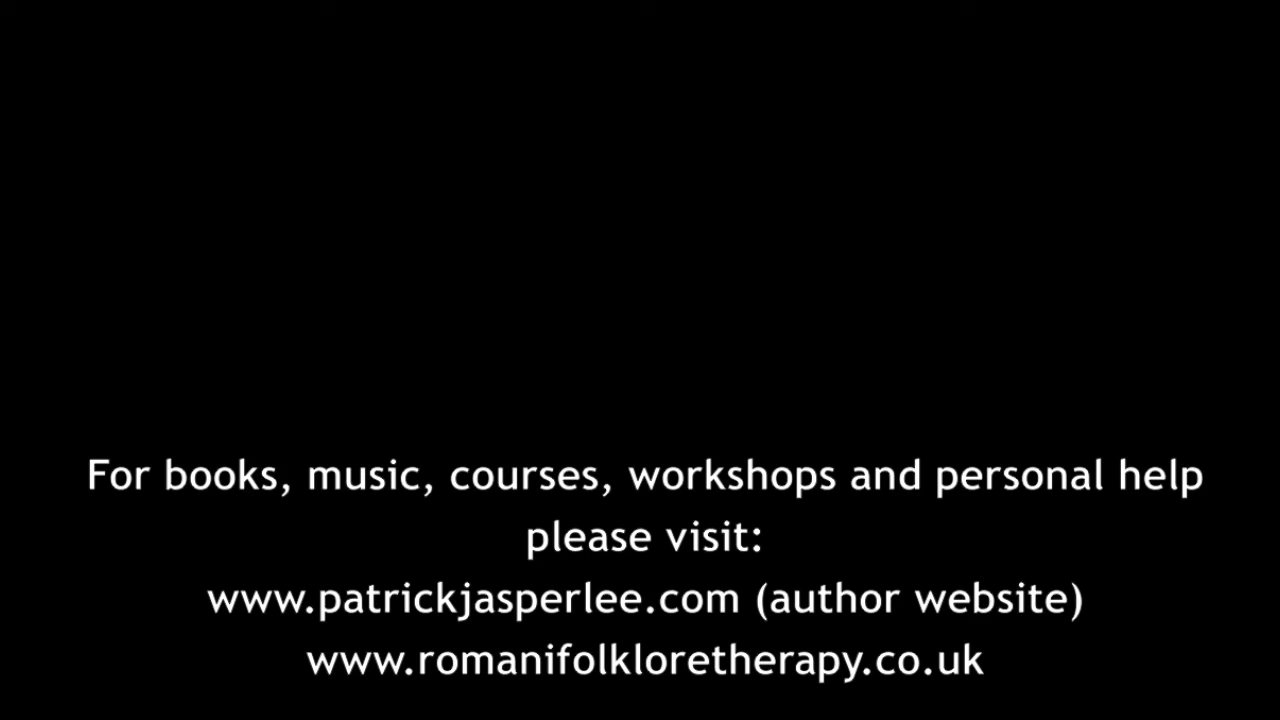 For books, music, courses, workshops and personal help
please visit:
www.patrickjasperlee.com (author website)
www.romanifolkloretherapy.co.uk